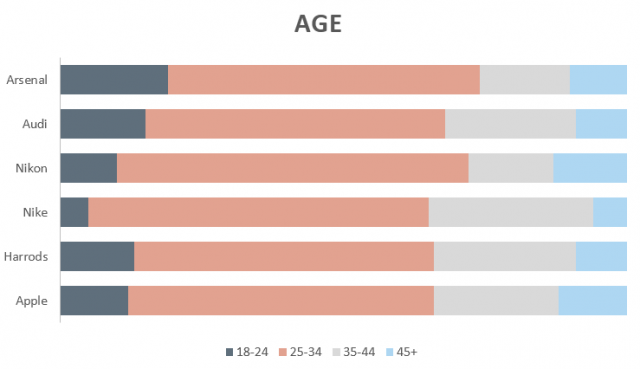 AGE
Arsenal
Audi
Nikon
Nike
Harrods
Apple
18-24 25-34 35-44 45+